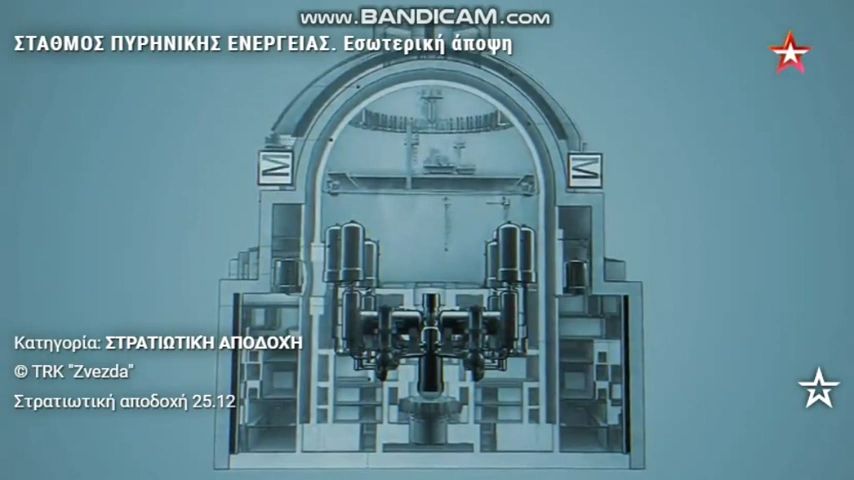 www.BANDICAM.com
ΣΤΑΘΜΟΣ ΠΥΡΗΝΙΚΗΣ ΕΝΕΡΓΕΙΑΣ. Εσωτερική άποψη
Κατηγορία: ΣΤΡΑΤΙΩΤΙΚΗ ΑΠΟΔΟΧΗ
© TRK "Zvezda"
Στρατιωτική αποδοχή 25.12